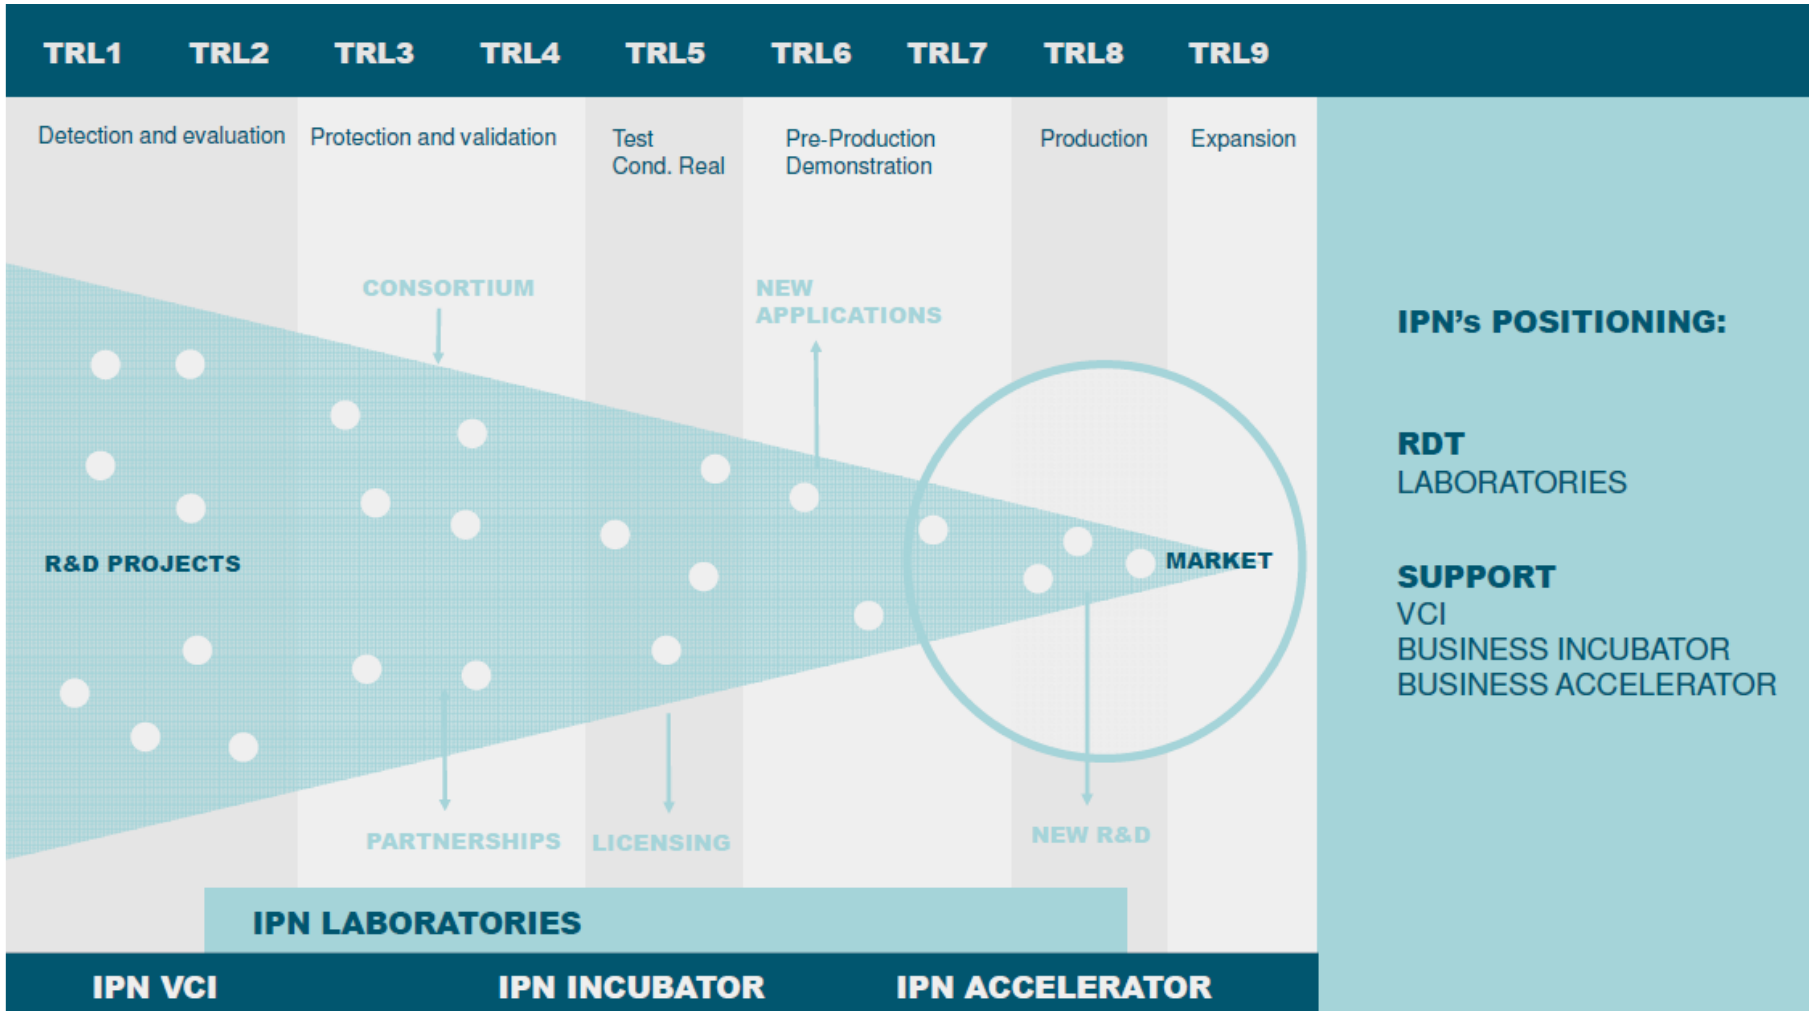 TRL1 TRL2 TRL3 TRL4 TRL5 TRL6 TRL7 TRL8 TRL9
Detection and evaluation
Protection and validation
Test
Cond. Real
Pre-Production
Demonstration
Production
Expansion
CONSORTIUM
NEW
APPLICATIONS
R&D PROJECTS
MARKET
PARTNERSHIPS
LICENSING
NEW R&D
IPN LABORATORIES
IPN VCI
IPN INCUBATOR
IPN ACCELERATOR
IPN's POSITIONING:
RDT
LABORATORIES
SUPPORT
VCI
BUSINESS INCUBATOR
BUSINESS ACCELERATOR